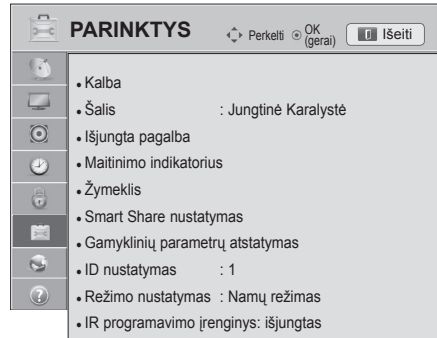 PARINKTYS
Perkelti
OK
(gerai)
Išeiti
• Kalba
• Šalis : Jungtinė Karalystė
• Išjungta pagalba
• Maitinimo indikatorius
• Žymeklis
• Smart Share nustatymas
• Gamyklinių parametrų atstatymas
• ID nustatymas : 1
• Režimo nustatymas : Namų režimas
• IR programavimo įrenginys: išjungtas